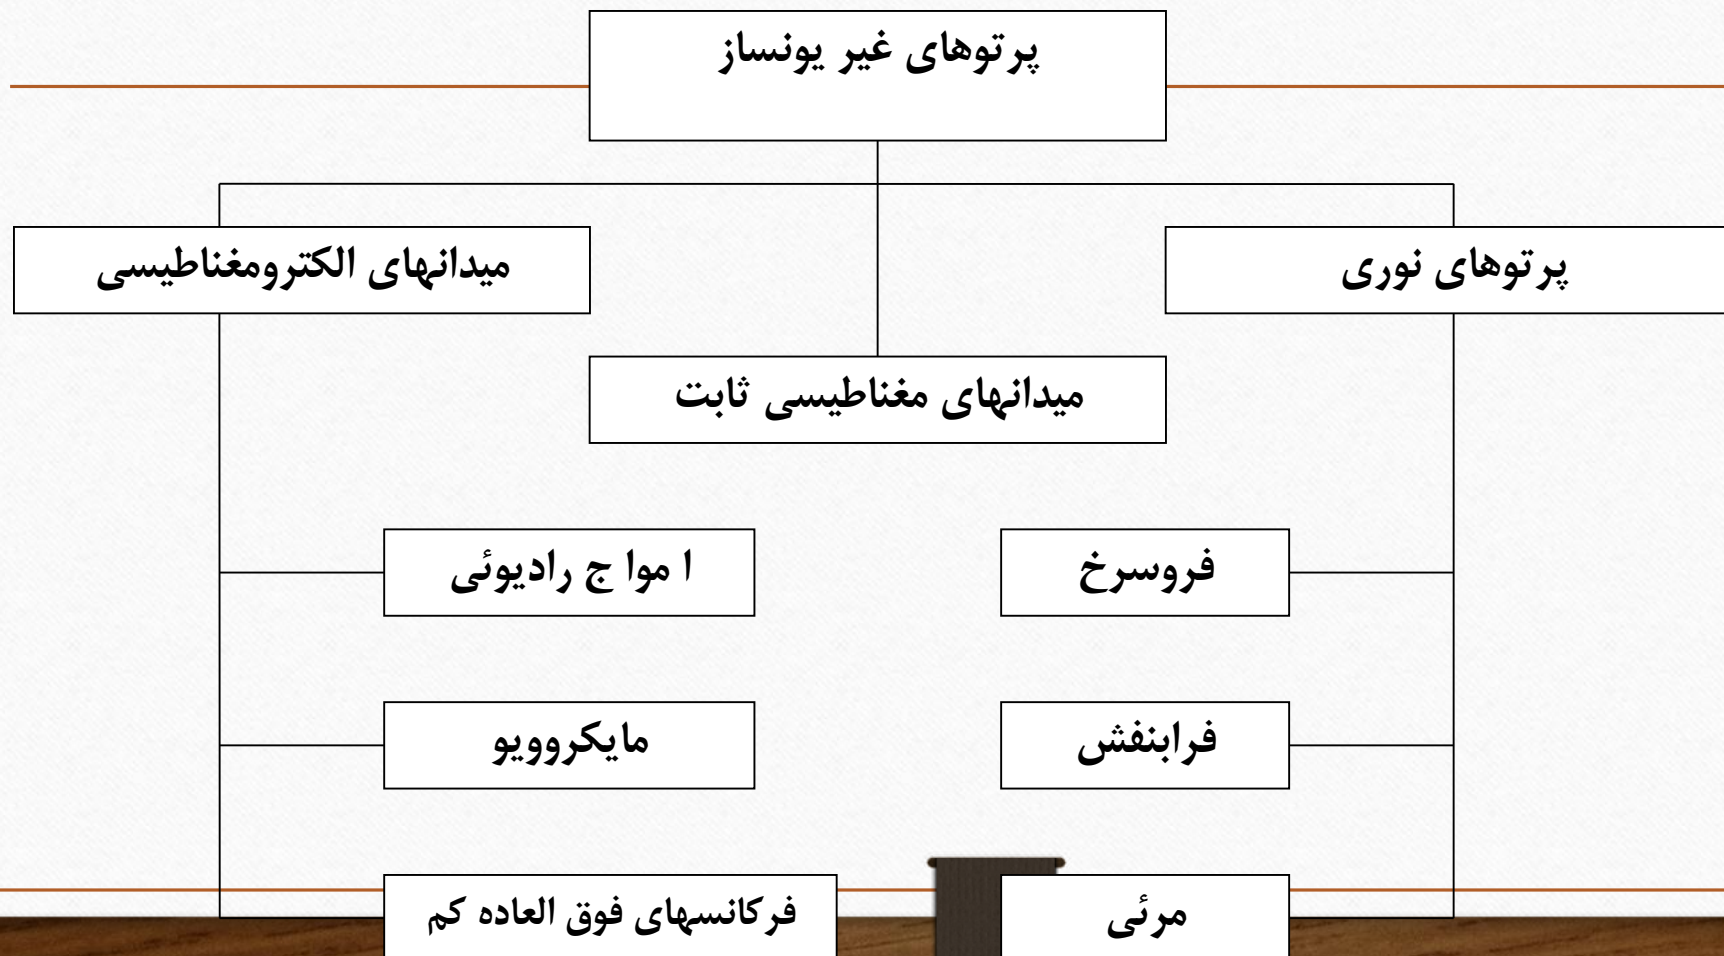 پرتوهای غیر یونساز
پرتوهای نوری
میدانهای الکترومغناطیسی
میدانهای مغناطیسی ثابت
فروسرخ
ا موا ج رادیوئی
فرابنفش
مایکروویو
مرئی
فرکانسهای فوق العاده کم